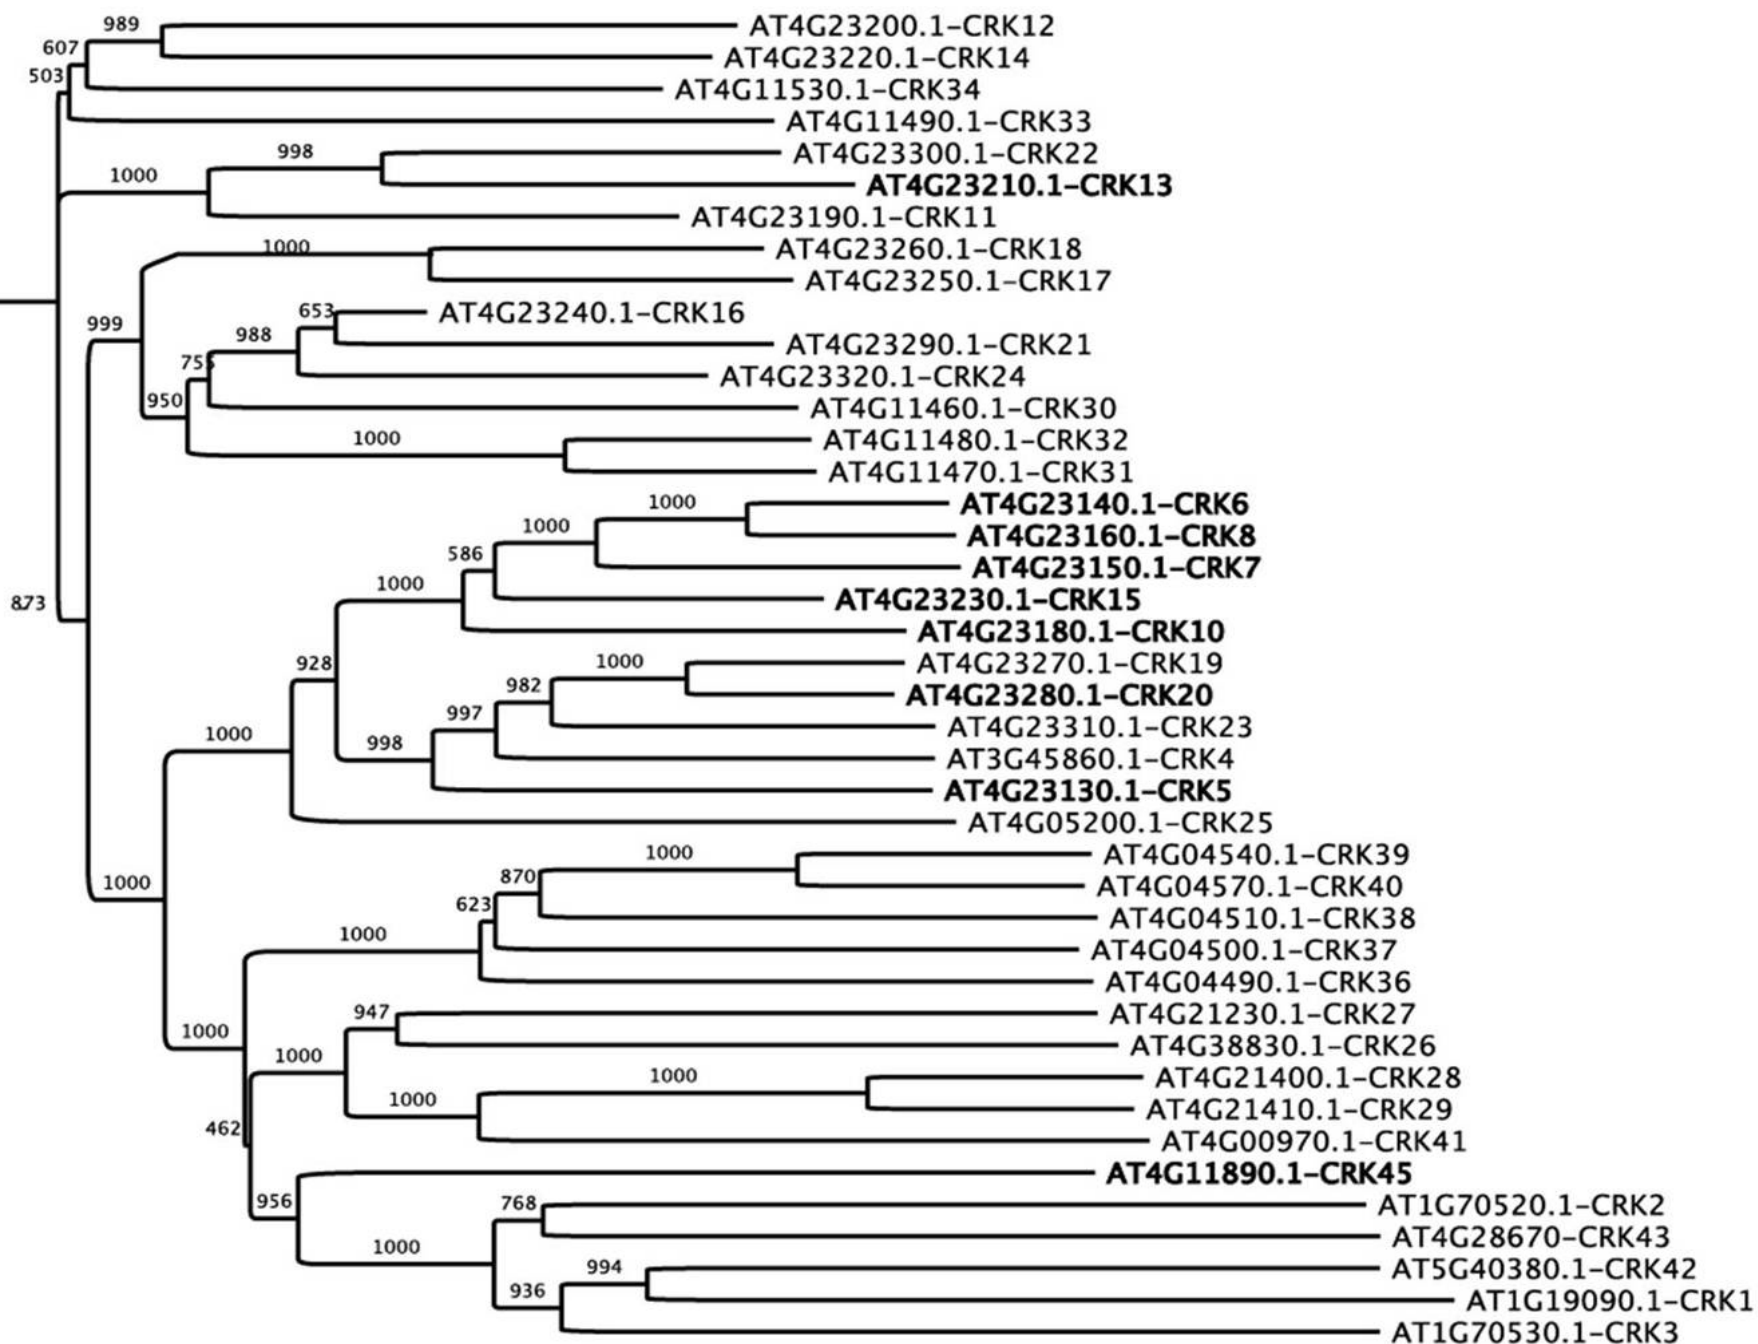 989
AT4G23200.1-CRK12
607
AT4G23220.1-CRK14
503
AT4G11530.1-CRK34
AT4G11490.1-CRK33
998
AT4G23300.1-CRK22
1000
AT4G23210.1-CRK13
AT4G23190.1-CRK11
1000
AT4G23260.1-CRK18
AT4G23250.1-CRK17
653
AT4G23240.1-CRK16
999
988
AT4G23290.1-CRK21
755
AT4G23320.1-CRK24
950
AT4G11460.1-CRK30
1000
AT4G11480.1-CRK32
AT4G11470.1-CRK31
1000
AT4G23140.1-CRK6
1000
AT4G23160.1-CRK8
586
AT4G23150.1-CRK7
1000
AT4G23230.1-CRK15
873
AT4G23180.1-CRK10
928
1000
AT4G23270.1-CRK19
982
AT4G23280.1-CRK20
997
AT4G23310.1-CRK23
1000
998
AT3G45860.1-CRK4
AT4G23130.1-CRK5
AT4G05200.1-CRK25
1000
AT4G04540.1-CRK39
1000
870
AT4G04570.1-CRK40
623
AT4G04510.1-CRK38
1000
AT4G04500.1-CRK37
AT4G04490.1-CRK36
947
AT4G21230.1-CRK27
1000
AT4G38830.1-CRK26
1000
1000
AT4G21400.1-CRK28
1000
AT4G21410.1-CRK29
462
AT4G00970.1-CRK41
AT4G11890.1-CRK45
956
768
AT1G70520.1-CRK2
1000
AT4G28670-CRK43
994
AT5G40380.1-CRK42
936
AT1G19090.1-CRK1
AT1G70530.1-CRK3